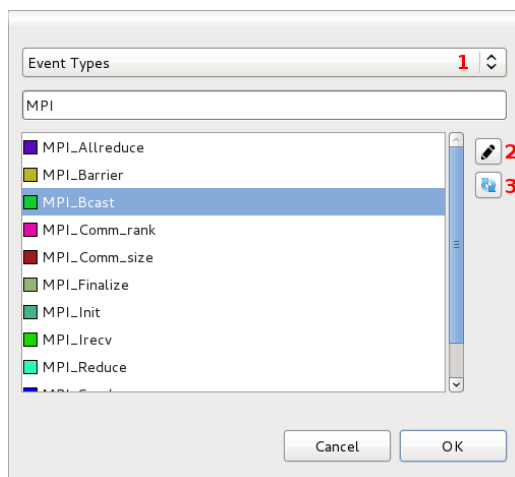 Event Types 1
MPI
MPI_Allreduce
2
MPI_Barrier
3
MPI_Bcast
MPI_Comm_rank
MPI_Comm_size
MPI_Finalize
MPI_Init
MPI_Irecv
MPI_Reduce
Cancel OK